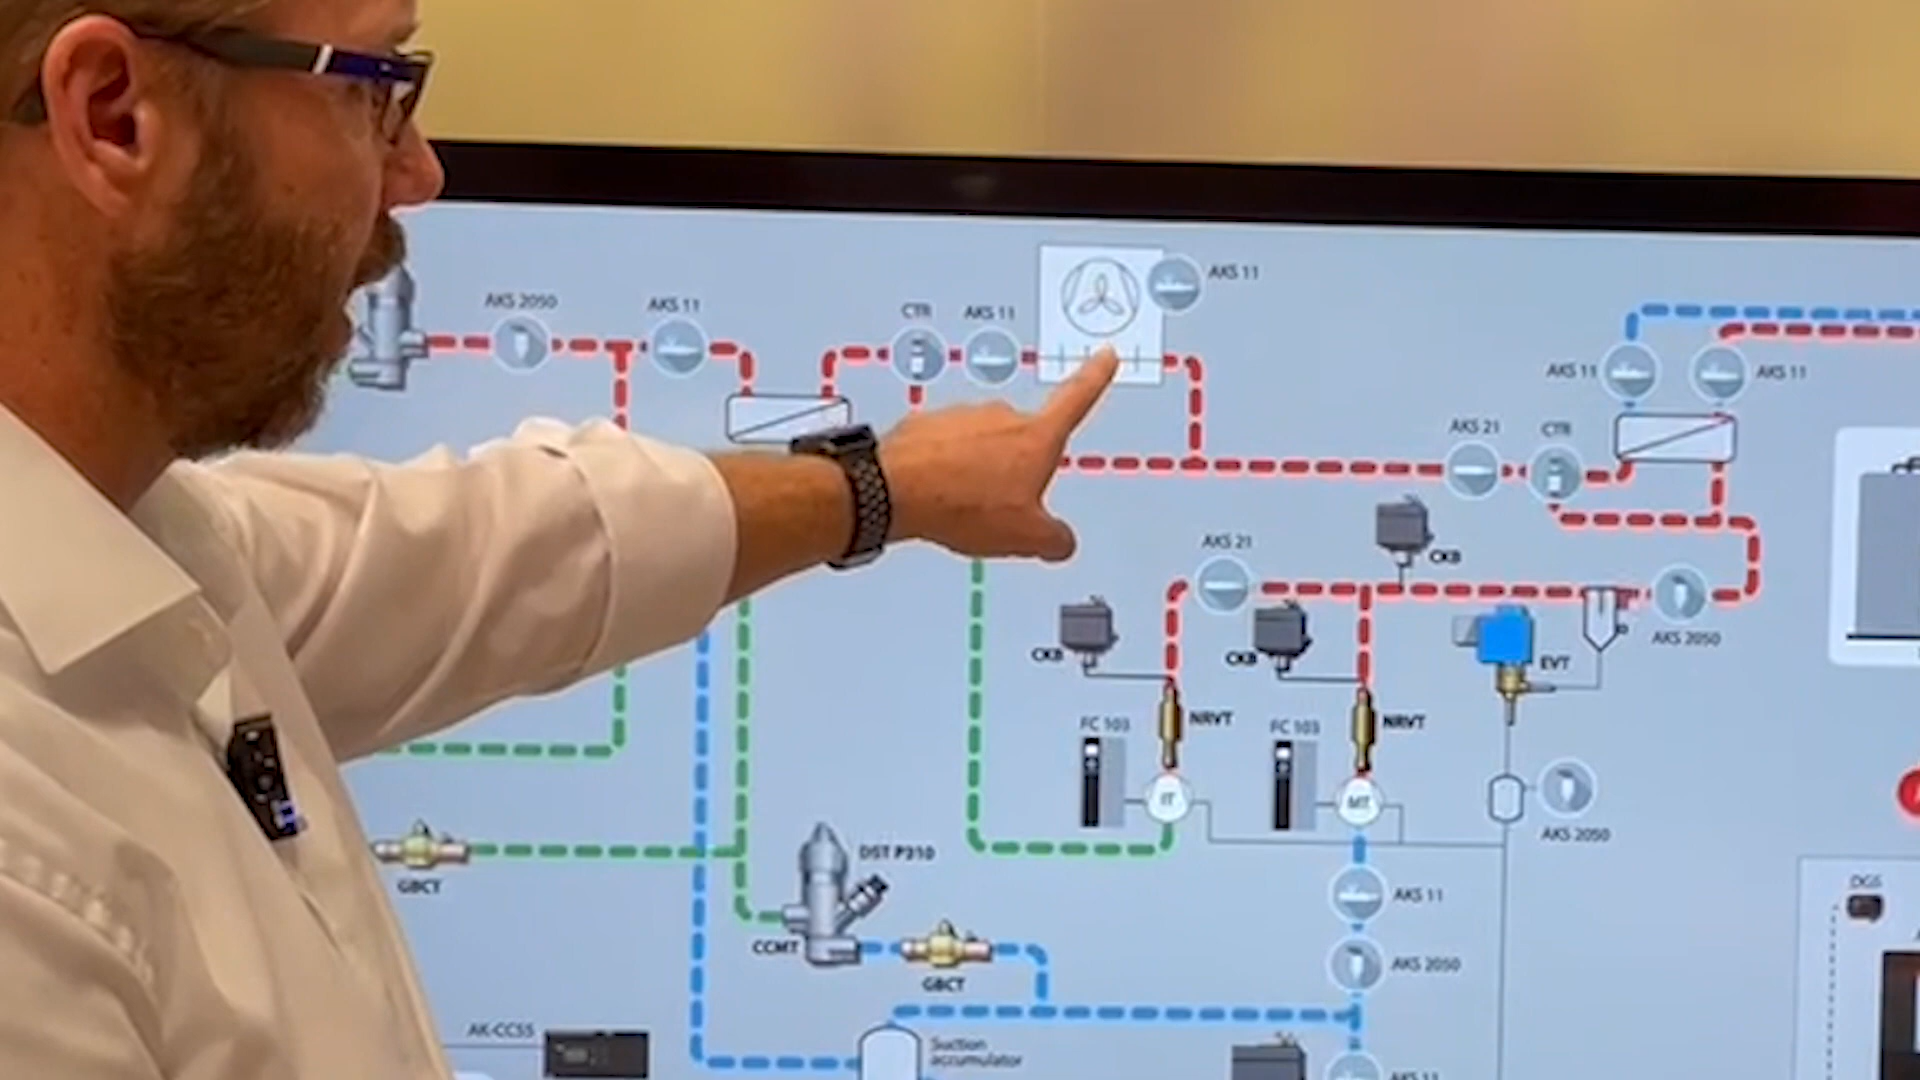 AKS 11
AKS 2050
AKS 11
CTR
AKS 11
AKS 11
AKS 11
AKS 21
CTR
AKS 21
CKB
CKB
CKB
EVT
AKS 2050
FC 103
NRVT
FC 103
NRVT
IT
MT
AKS 2050
DST P310
GBCT
AKS 11
DGS
CCMT
GBCT
AKS 2050
AK-CC55
Suction
accumulator
AKS 11